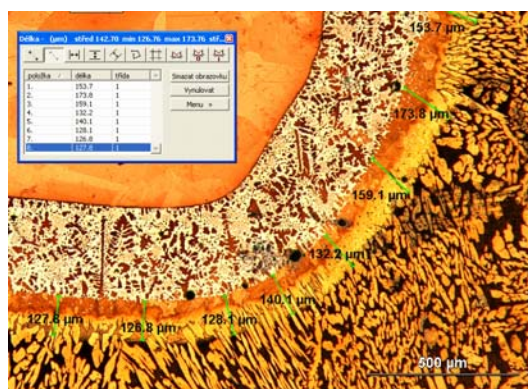 Délka - (µm) střed 142.70 min 126.76 max 173.76 stř...
položka / délka třída
1. 153.7 1
2. 173.8 1
3. 159.1 1
4. 132.2 1
5. 140.1 1
6. 128.1 1
7. 126.8 1
8. 127.8 1
Smazat obrazovku
Vynulovat
Menu »
153.7 µm
173.8 µm
159.1 µm
132.2 µm
140.1 µm
128.1 µm
126.8 µm
127.8 µm
500 µm